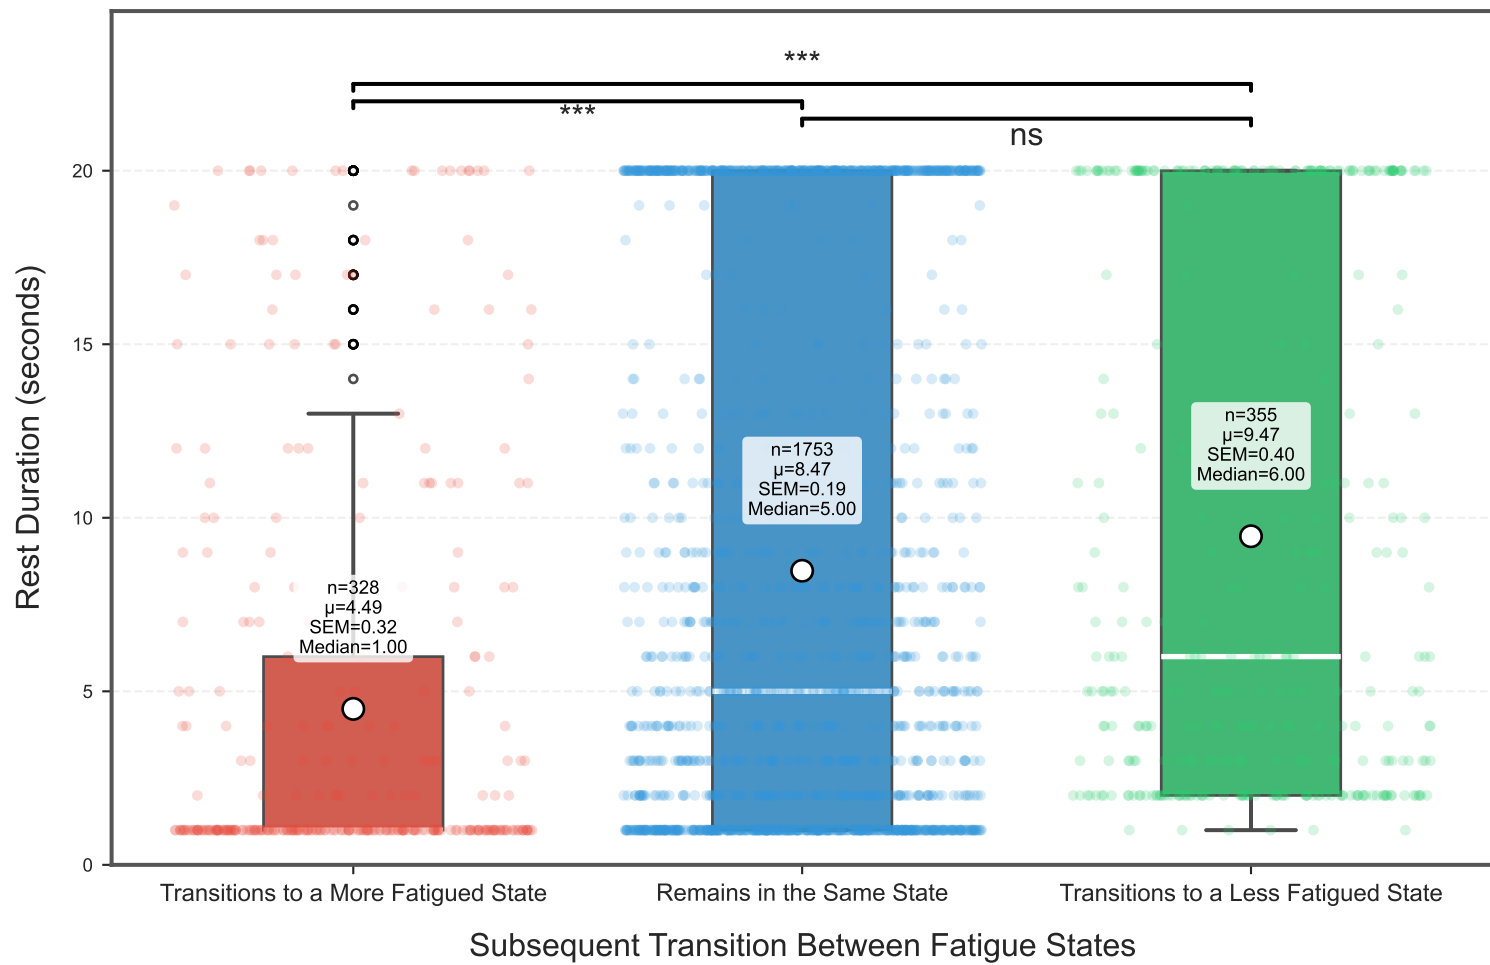 ***
***
ns
Rest Duration (seconds)
20
15
10
5
0
n=328
μ=4.49
SEM=0.32
Median=1.00
n=1753
μ=8.47
SEM=0.19
Median=5.00
n=355
μ=9.47
SEM=0.40
Median=6.00
Transitions to a More Fatigued State
Remains in the Same State
Transitions to a Less Fatigued State
Subsequent Transition Between Fatigue States